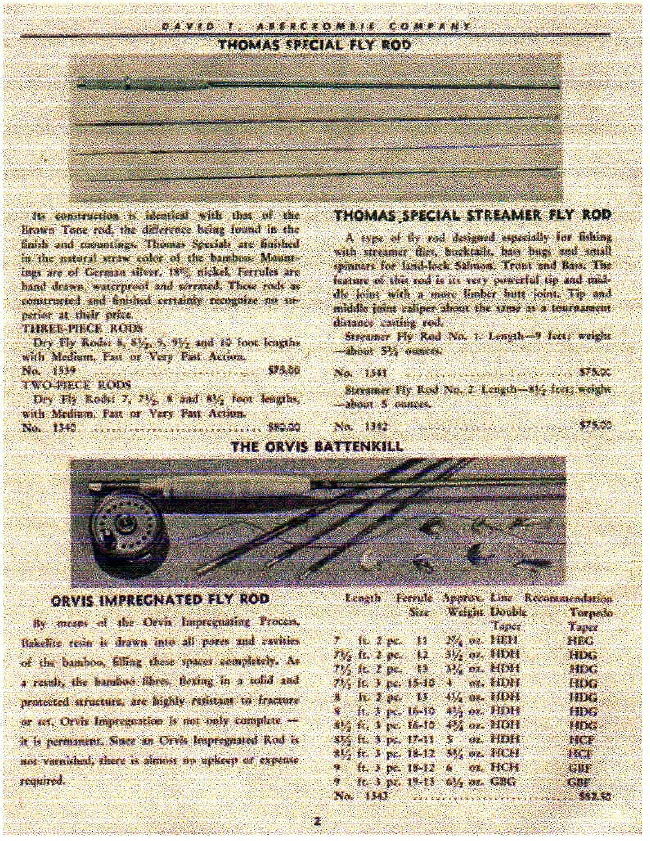 DAVID T. ABERCROMBIE COMPANY
THOMAS SPECIAL FLY ROD
Its construction is identical with that of the
Brown Tone rod, the difference being found in the
finish and mountings. Thomas Specials are finished
in the natural straw color of the bamboo. Mount-
ings are of German silver, 18% nickel. Ferrules are
hand drawn, waterproof and serrated. These rods as
constructed and finished certainly recognize no su-
perior at their price.
THREE-PIECE RODS
Dry Fly Rods: 8, 8½, 9, 9½ and 10 foot lengths
with Medium, Fast or Very Fast Action.
No. 1339 $75.00
TWO-PIECE RODS
Dry Fly Rods: 7, 7½, 8 and 8½ foot lengths,
with Medium, Fast or Very Fast Action.
No. 1340 $80.00
THOMAS SPECIAL STREAMER FLY ROD
A type of fly rod designed especially for fishing
with streamer flies, bucktails, bass bugs and small
spinners for land-lock Salmon, Trout and Bass. The
feature of this rod is its very powerful tip and mid-
dle joint with a more limber butt joint. Tip and
middle joint caliper about the same as a tournament
distance casting rod.
Streamer Fly Rod No. 1. Length—9 feet; weight
—about 5¾ ounces.
No. 1341 $75.00
Streamer Fly Rod No. 2 Length—8½ feet; weight
—about 5 ounces.
No. 1342 $75.00
THE ORVIS BATTENKILL
ORVIS IMPREGNATED FLY ROD
By means of the Orvis Impregnating Process,
Bakelite resin is drawn into all pores and cavities
of the bamboo, filling these spaces completely. As
a result, the bamboo fibres, flexing in a solid and
protected structure, are highly resistant to fracture
or set. Orvis Impregnation is not only complete —
it is permanent. Since an Orvis Impregnated Rod is
not varnished, there is almost no upkeep or expense
required.
Length Ferrule Approx. Line Recommendation
Size Weight Double Torpedo
Taper Taper
7 ft. 2 pc. 11 oz. HEH HEG
7½ ft. 2 pc. 12 oz. HDH HDG
7½ ft. 2 pc. 13 oz. HDH HDG
7½ ft. 3 pc. 15-10 4 oz. HDH HDG
8 ft. 2 pc. 13 oz. HDH HDG
8 ft. 3 pc. 16-10 oz. HDH HDG
8½ ft. 3 pc. 16-10 oz. HDH HDG
8½ ft. 3 pc. 17-11 5 oz. HDH HCF
8½ ft. 3 pc. 18-12 oz. HCH HCF
9 ft. 3 pc. 18-12 6 oz. HCH GBF
9 ft. 3 pc. 19-13 oz. GBG GBF
No. 1343 $52.50
2